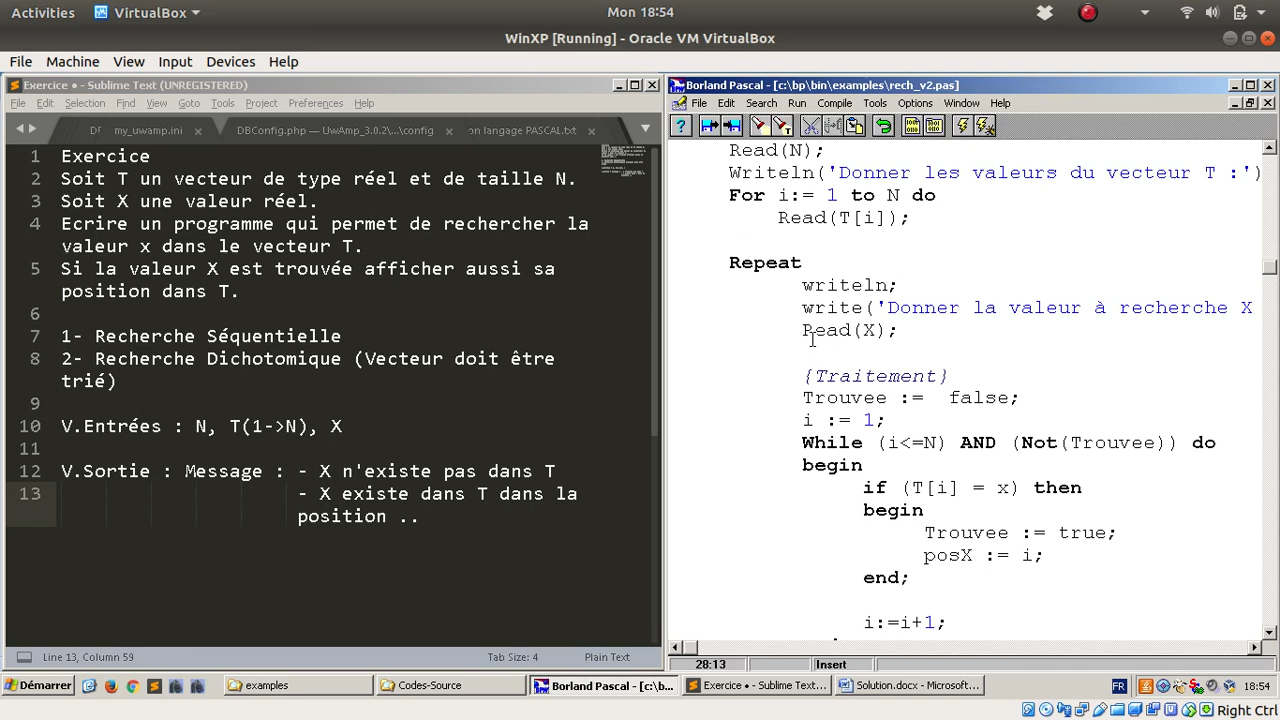 Activities VirtualBox Mon 18:54
WinXP [Running] - Oracle VM VirtualBox
File Machine View Input Devices Help
Exercice • - Sublime Text (UNREGISTERED)
File Edit Selection Find View Goto Tools Project Preferences Help
my_uwamp.ini DBConfig.php — UwAmp_3.0.2\...\config on langage PASCAL.txt
1 Exercice
2 Soit T un vecteur de type réel et de taille N.
3 Soit X une valeur réel.
4 Ecrire un programme qui permet de rechercher la
valeur x dans le vecteur T.
5 Si la valeur X est trouvée afficher aussi sa
position dans T.
6
7 1- Recherche Séquentielle
8 2- Recherche Dichotomique (Vecteur doit être
trié)
9
10 V.Entrées : N, T(1->N), X
11
12 V.Sortie : Message : - X n'existe pas dans T
13 - X existe dans T dans la
position ..
Line 13, Column 59 Tab Size: 4 Plain Text
Borland Pascal - [c:\bp\bin\examples\rech_v2.pas]
File Edit Search Run Compile Tools Options Window Help
Read(N);
Writeln('Donner les valeurs du vecteur T :')
For i:= 1 to N do
Read(T[i]);
Repeat
writeln;
write('Donner la valeur à recherche X
Read(X);
{Traitement}
Trouvee := false;
i := 1;
While (i<=N) AND (Not(Trouvee)) do
begin
if (T[i] = x) then
begin
Trouvee := true;
posX := i;
end;
i:=i+1;
28:13 Insert
Démarrer examples Codes-Source Borland Pascal - [c:\b... Exercice • - Sublime Text... Solution.docx - Microsoft... FR 18:54
Right Ctrl